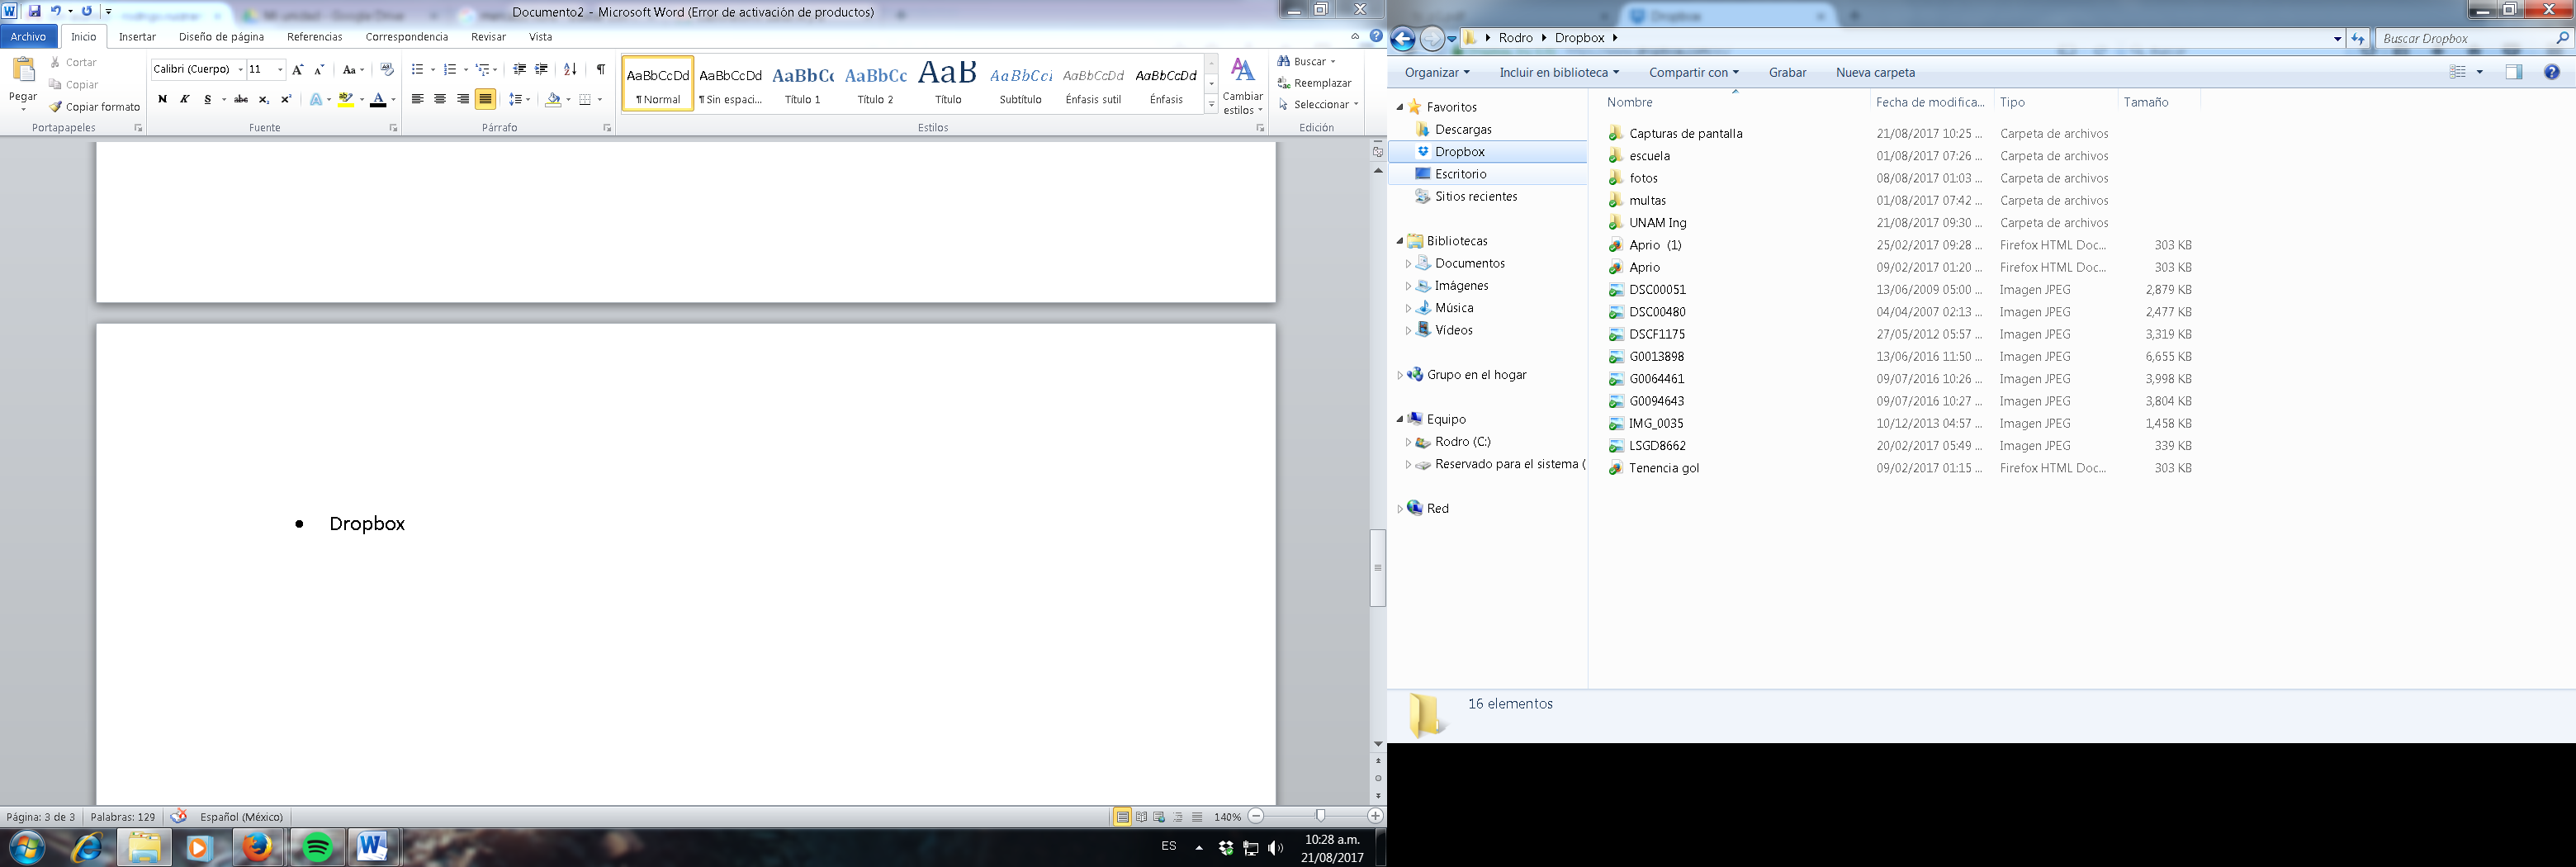 Documento2 - Microsoft Word (Error de activación de productos)
Archivo Inicio Insertar Diseño de página Referencias Correspondencia Revisar Vista
Pegar
Cortar
Copiar
Copiar formato
Portapapeles
Calibri (Cuerpo) 11
N K S abc x₂ x²
Fuente
Párrafo
AaBbCcDd AaBbCcDd AaBbCc AaBbCc AaB AaBbCcI AaBbCcDd AaBbCcDd
¶ Normal ¶ Sin espaci... Título 1 Título 2 Título Subtítulo Énfasis sutil Énfasis
Cambiar estilos
Estilos
Buscar
Reemplazar
Seleccionar
Edición
• Dropbox
Página: 3 de 3 Palabras: 129 Español (México) 140%
ES 10:28 a.m.
21/08/2017
Dropbox
Rodro Dropbox Buscar Dropbox
Organizar Incluir en biblioteca Compartir con Grabar Nueva carpeta
Favoritos
Descargas
Dropbox
Escritorio
Sitios recientes
Bibliotecas
Documentos
Imágenes
Música
Vídeos
Grupo en el hogar
Equipo
Rodro (C:)
Reservado para el sistema (
Red
Nombre Fecha de modifica... Tipo Tamaño
Capturas de pantalla 21/08/2017 10:25 ... Carpeta de archivos
escuela 01/08/2017 07:26 ... Carpeta de archivos
fotos 08/08/2017 01:03 ... Carpeta de archivos
multas 01/08/2017 07:42 ... Carpeta de archivos
UNAM Ing 21/08/2017 09:30 ... Carpeta de archivos
Aprio (1) 25/02/2017 09:28 ... Firefox HTML Doc... 303 KB
Aprio 09/02/2017 01:20 ... Firefox HTML Doc... 303 KB
DSC00051 13/06/2009 05:00 ... Imagen JPEG 2,879 KB
DSC00480 04/04/2007 02:13 ... Imagen JPEG 2,477 KB
DSCF1175 27/05/2012 05:57 ... Imagen JPEG 3,319 KB
G0013898 13/06/2016 11:50 ... Imagen JPEG 6,655 KB
G0064461 09/07/2016 10:26 ... Imagen JPEG 3,998 KB
G0094643 09/07/2016 10:27 ... Imagen JPEG 3,804 KB
IMG_0035 10/12/2013 04:57 ... Imagen JPEG 1,458 KB
LSGD8662 20/02/2017 05:49 ... Imagen JPEG 339 KB
Tenencia gol 09/02/2017 01:15 ... Firefox HTML Doc... 303 KB
16 elementos